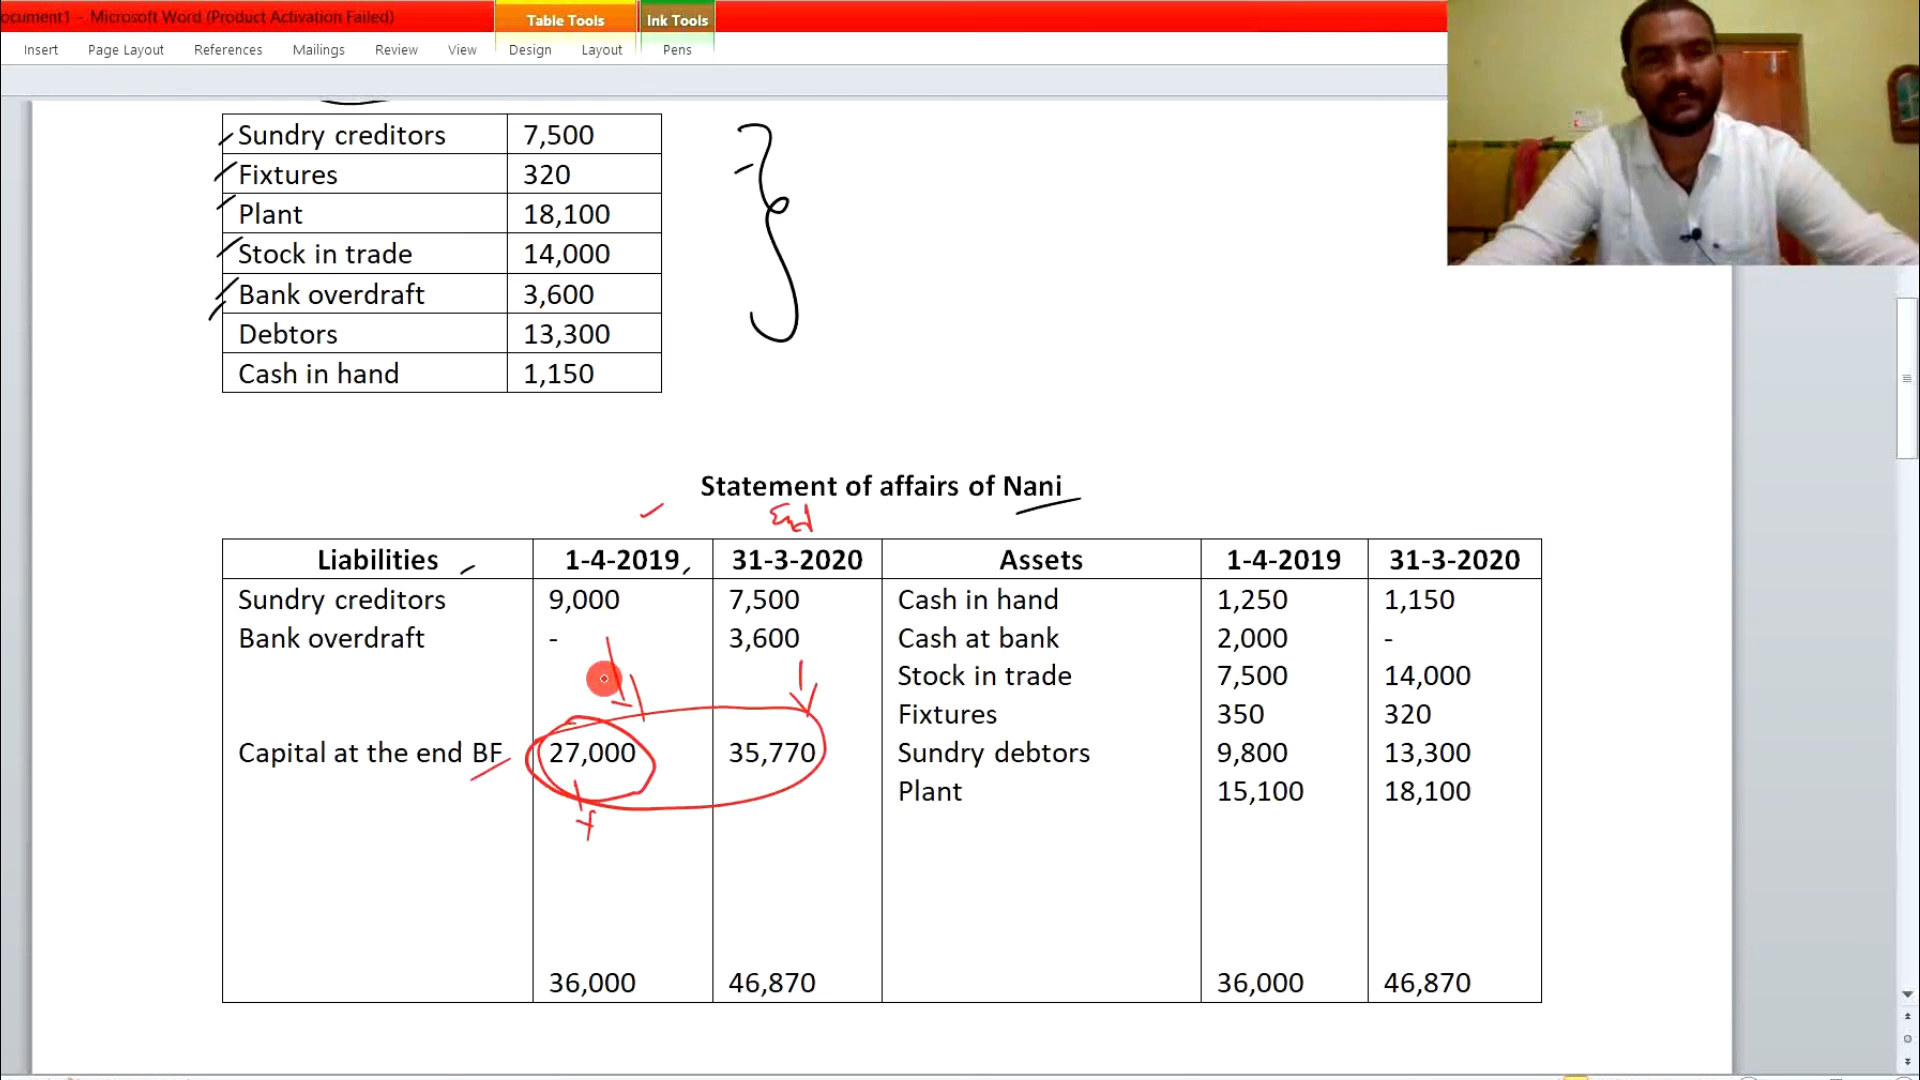 ocument1 - Microsoft Word (Product Activation Failed)
Table Tools
Ink Tools
Insert
Page Layout
References
Mailings
Review
View
Design
Layout
Pens
Sundry creditors 7,500
Fixtures 320
Plant 18,100
Stock in trade 14,000
Bank overdraft 3,600
Debtors 13,300
Cash in hand 1,150
Statement of affairs of Nani
End
Liabilities 1-4-2019 31-3-2020 Assets 1-4-2019 31-3-2020
Sundry creditors 9,000 7,500 Cash in hand 1,250 1,150
Bank overdraft - 3,600 Cash at bank 2,000 -
Stock in trade 7,500 14,000
Fixtures 350 320
Capital at the end BF 27,000 35,770 Sundry debtors 9,800 13,300
Plant 15,100 18,100
36,000 46,870 36,000 46,870